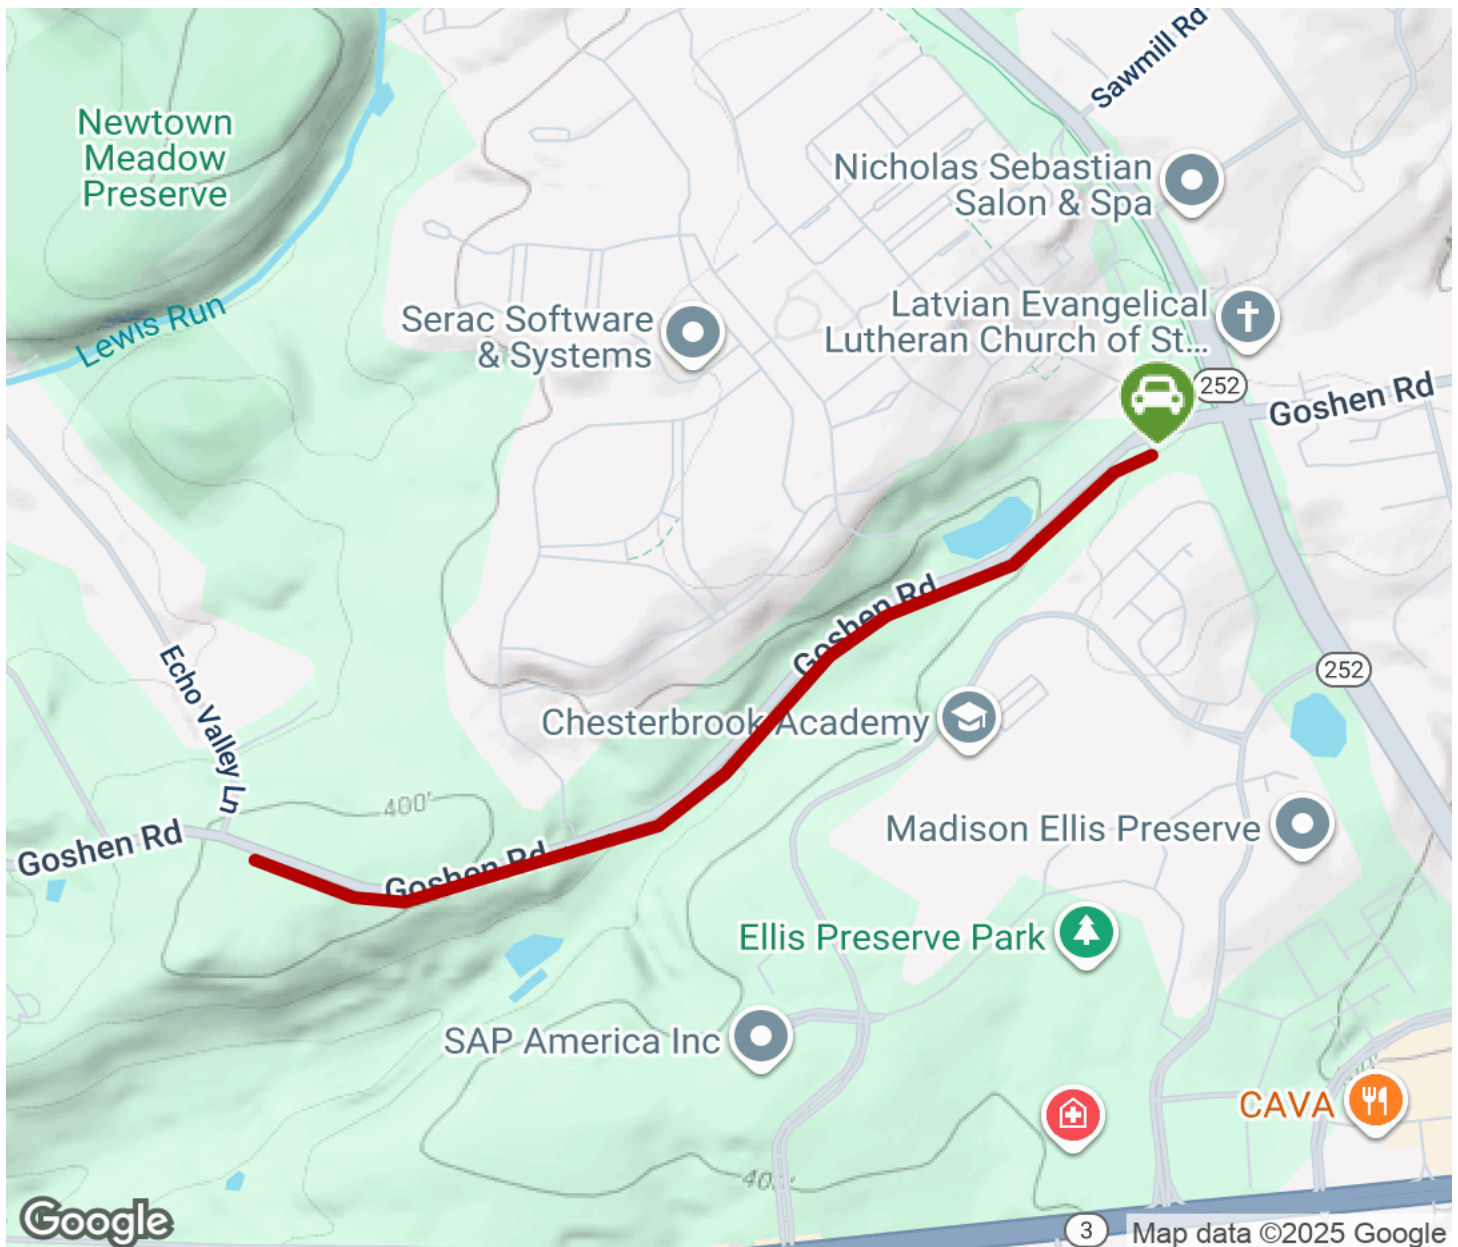 Sawmill Rd
Newtown
Meadow
Preserve
Nicholas Sebastian
Salon & Spa
Lewis Run
Serac Software
& Systems
Latvian Evangelical
Lutheran Church of St...
252
Goshen Rd
Goshen Rd
Echo Valley Ln
252
Chesterbrook Academy
400'
Goshen Rd
Goshen Rd
Madison Ellis Preserve
Ellis Preserve Park
SAP America Inc
CAVA
400'
Google
3
Map data ©2025 Google